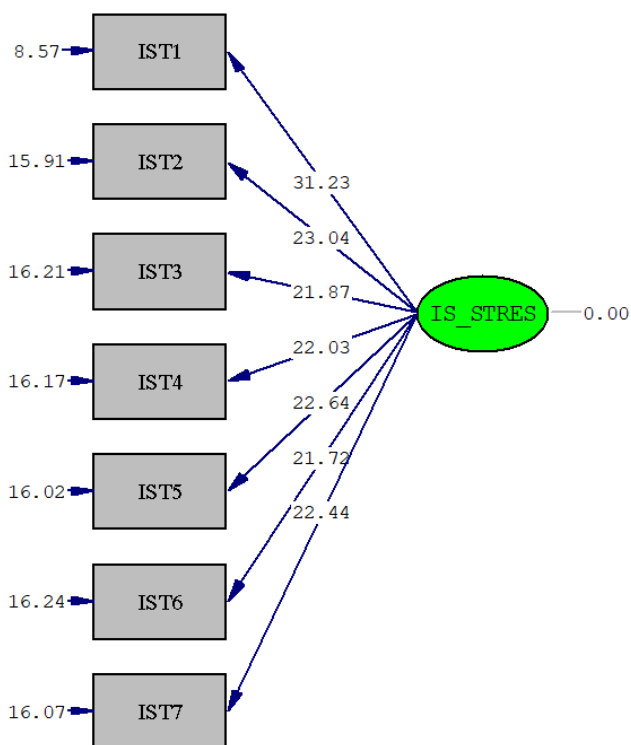 8.57 IST1
15.91 IST2
31.23
23.04
16.21 IST3
21.87
IS_STRES 0.00
22.03
16.17 IST4
22.64
21.72
16.02 IST5
22.44
16.24 IST6
16.07 IST7